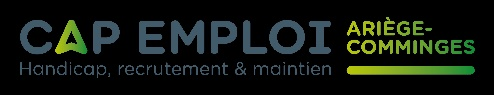 CAP EMPLOI
Handicap, recrutement & maintien
ARIÈGE-
COMMINGES